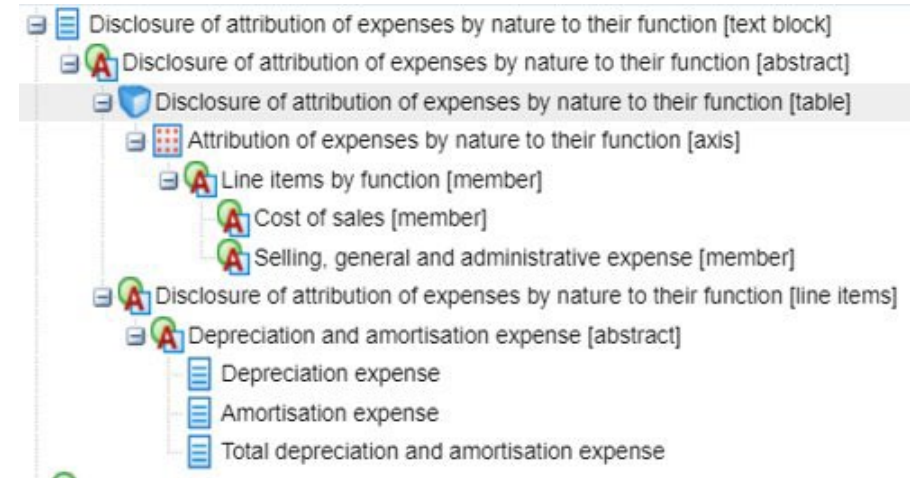 Disclosure of attribution of expenses by nature to their function [text block]
Disclosure of attribution of expenses by nature to their function [abstract]
Disclosure of attribution of expenses by nature to their function [table]
Attribution of expenses by nature to their function [axis]
Line items by function [member]
Cost of sales [member]
Selling, general and administrative expense [member]
Disclosure of attribution of expenses by nature to their function [line items]
Depreciation and amortisation expense [abstract]
Depreciation expense
Amortisation expense
Total depreciation and amortisation expense